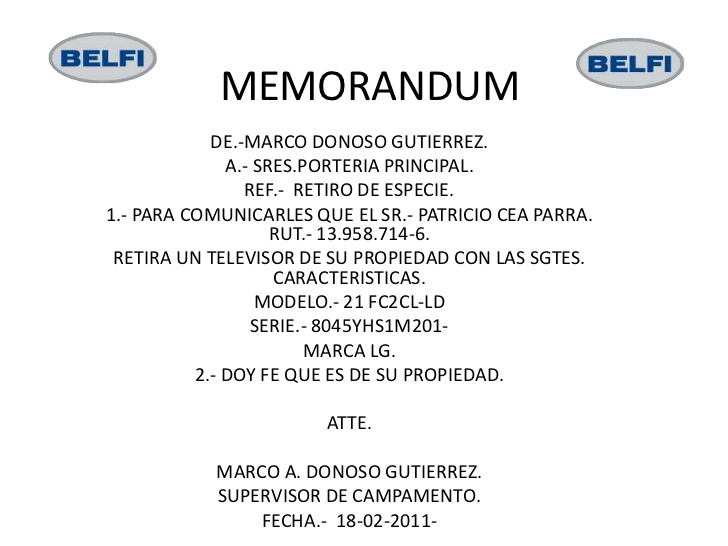 BELFI
BELFI
MEMORANDUM
DE.-MARCO DONOSO GUTIERREZ.
A.- SRES.PORTERIA PRINCIPAL.
REF.- RETIRO DE ESPECIE.
1.- PARA COMUNICARLES QUE EL SR.- PATRICIO CEA PARRA.
RUT.- 13.958.714-6.
RETIRA UN TELEVISOR DE SU PROPIEDAD CON LAS SGTES.
CARACTERISTICAS.
MODELO.- 21 FC2CL-LD
SERIE.- 8045YHS1M201-
MARCA LG.
2.- DOY FE QUE ES DE SU PROPIEDAD.
ATTE.
MARCO A. DONOSO GUTIERREZ.
SUPERVISOR DE CAMPAMENTO.
FECHA.- 18-02-2011-